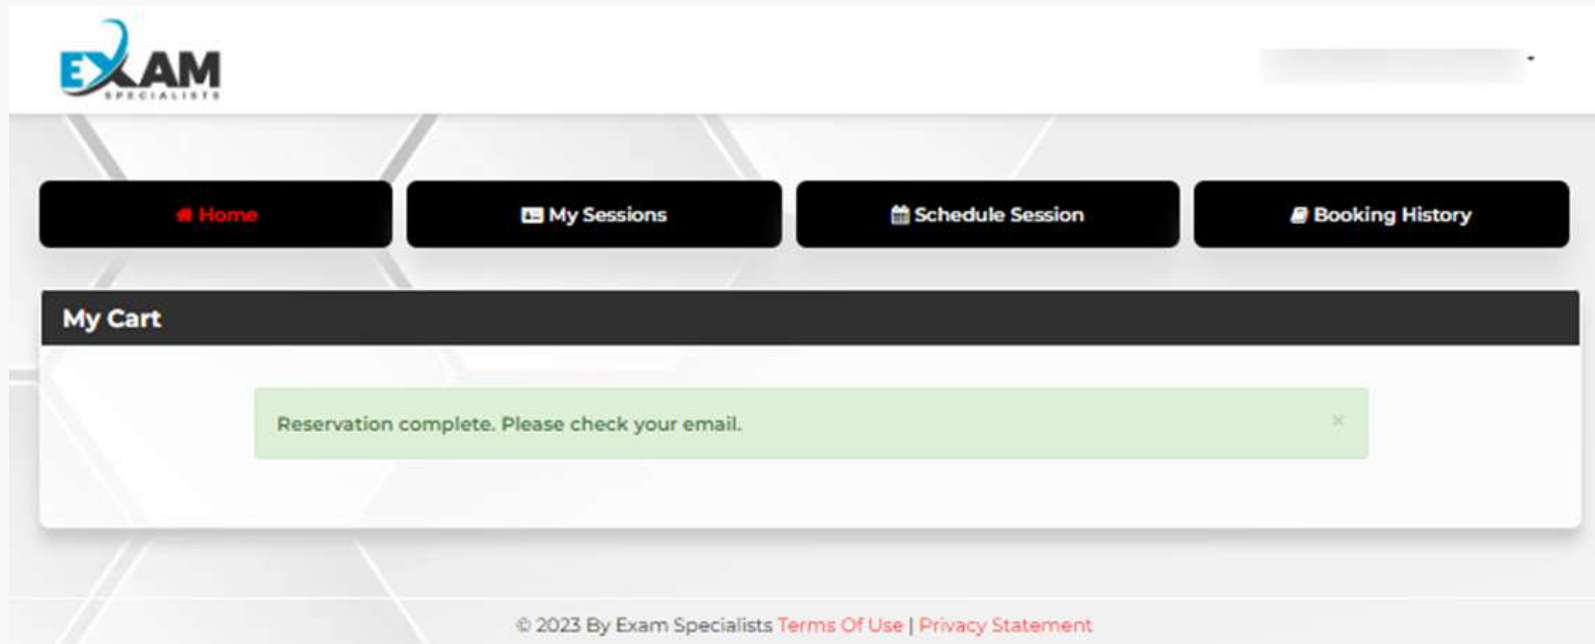 EXAM
SPECIALISTS
Home
My Sessions
Schedule Session
Booking History
My Cart
Reservation complete. Please check your email.
×
© 2023 By Exam Specialists Terms Of Use | Privacy Statement